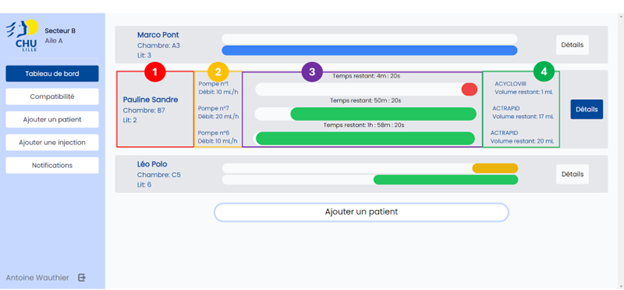 CHU
LILLE
Secteur B
Aile A
Tableau de bord
Compatibilité
Ajouter un patient
Ajouter une injection
Notifications
Antoine Wauthier
Marco Pont
Chambre: A3
Lit: 3
Détails
1
2
3
4
Pauline Sandre
Chambre: B7
Lit: 2
Pompe n°1
Débit: 10 mL/h
Temps restant: 4m : 20s
ACYCLOVIR
Volume restant: 1 mL
Pompe n°7
Débit: 20 mL/h
Temps restant: 50m : 20s
ACTRAPID
Volume restant: 17 mL
Pompe n°6
Débit: 10 mL/h
Temps restant: 1h : 58m : 20s
ACTRAPID
Volume restant: 20 mL
Détails
Léo Polo
Chambre: C5
Lit: 6
Détails
Ajouter un patient